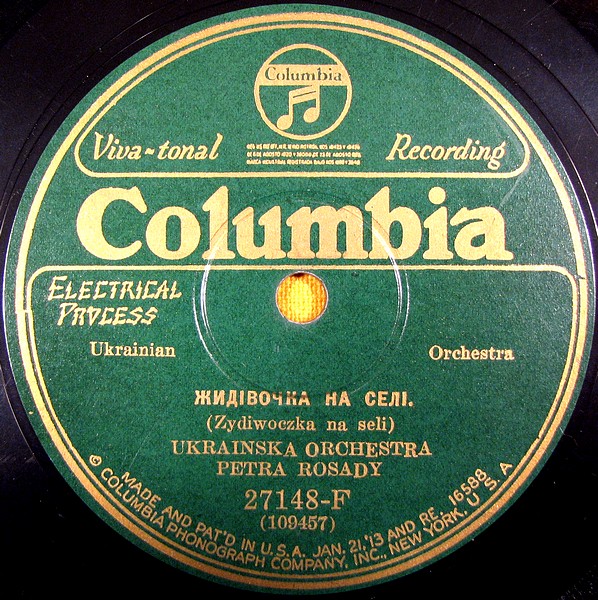 Columbia
Viva-tonal Recording
Columbia
ELECTRICAL
PROCESS
Ukrainian Orchestra
ЖИДІВОЧКА НА СЕЛІ.
(Zydiwoczka na seli)
UKRAINSKA ORCHESTRA
PETRA ROSADY
27148-F
(109457)
MADE AND PAT'D IN U.S.A. JAN. 21,'13 AND RE. 16588
© COLUMBIA PHONOGRAPH COMPANY, INC., NEW YORK, U.S.A.